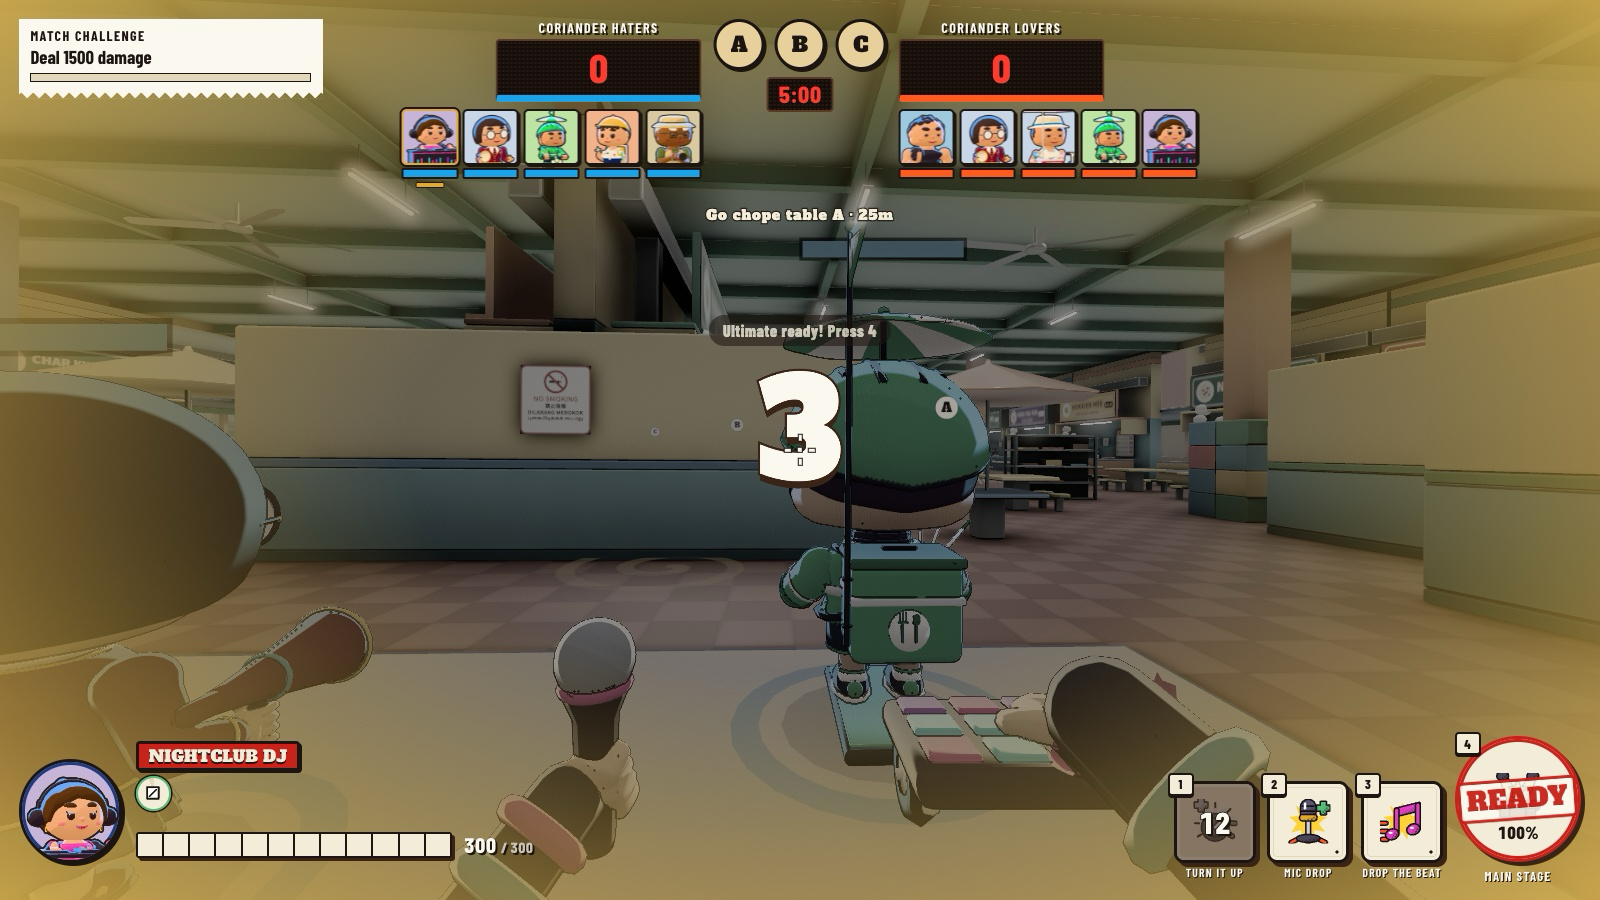 MATCH CHALLENGE
Deal 1500 damage
CORIANDER HATERS
0
A B C
5:00
CORIANDER LOVERS
0
Go chope table A · 25m
Ultimate ready! Press 4
3
NO SMOKING
DILARANG MEROKOK
A
B
C
NIGHTCLUB DJ
300 / 300
1
12
TURN IT UP
2
MIC DROP
3
DROP THE BEAT
4
READY
100%
MAIN STAGE